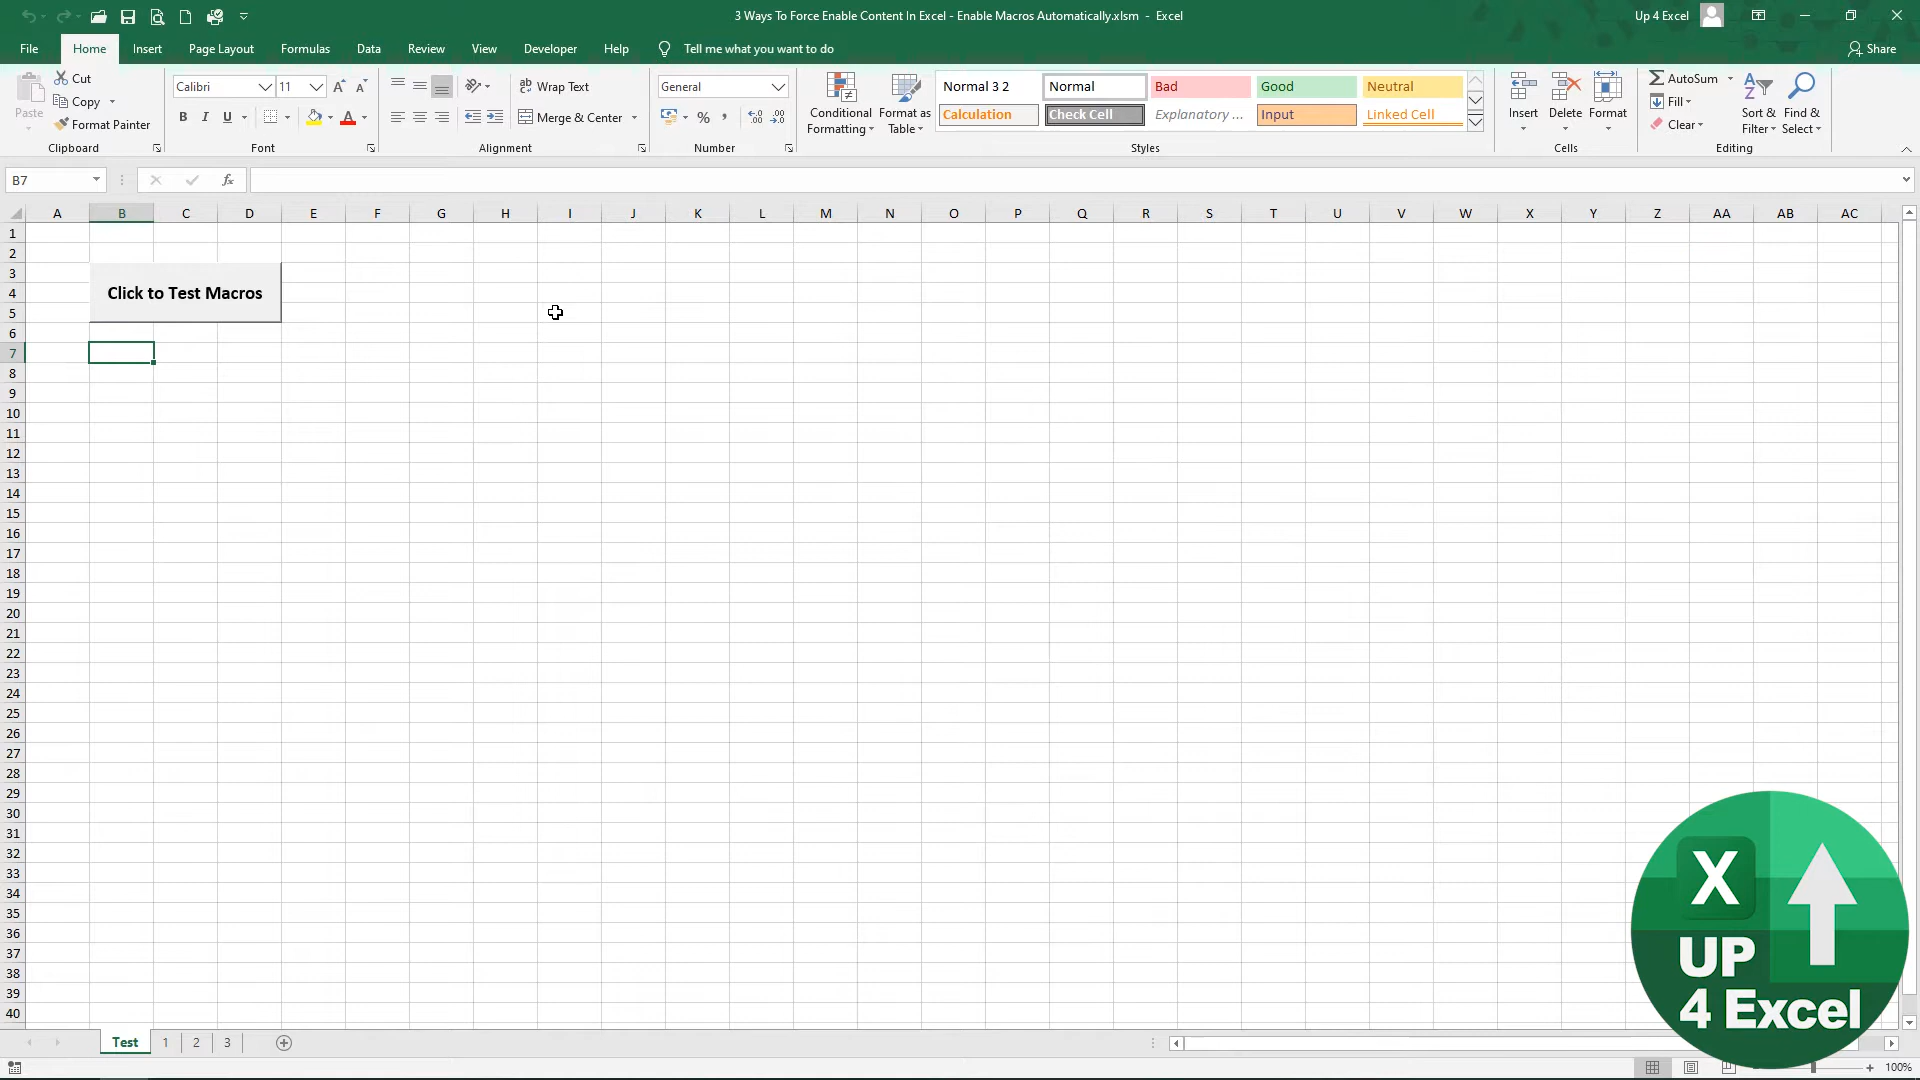 3 Ways To Force Enable Content In Excel - Enable Macros Automatically.xlsm - Excel
Up 4 Excel
File Home Insert Page Layout Formulas Data Review View Developer Help Tell me what you want to do
Share
Paste
Cut
Copy
Format Painter
Clipboard
Calibri 11
B I U A
Font
Wrap Text
Merge & Center
Alignment
General
% ,
Number
Conditional Formatting
Format as Table
Normal 3 2 Normal Bad Good Neutral
Calculation Check Cell Explanatory ... Input Linked Cell
Styles
Insert Delete Format
Cells
AutoSum
Fill
Clear
Sort & Filter
Find & Select
Editing
B7
fx
A B C D E F G H I J K L M N O P Q R S T U V W X Y Z AA AB AC
1
2
3
4
5
6
7
8
9
10
11
12
13
14
15
16
17
18
19
20
21
22
23
24
25
26
27
28
29
30
31
32
33
34
35
36
37
38
39
40
Click to Test Macros
X
UP
4 Excel
Test 1 2 3
100%